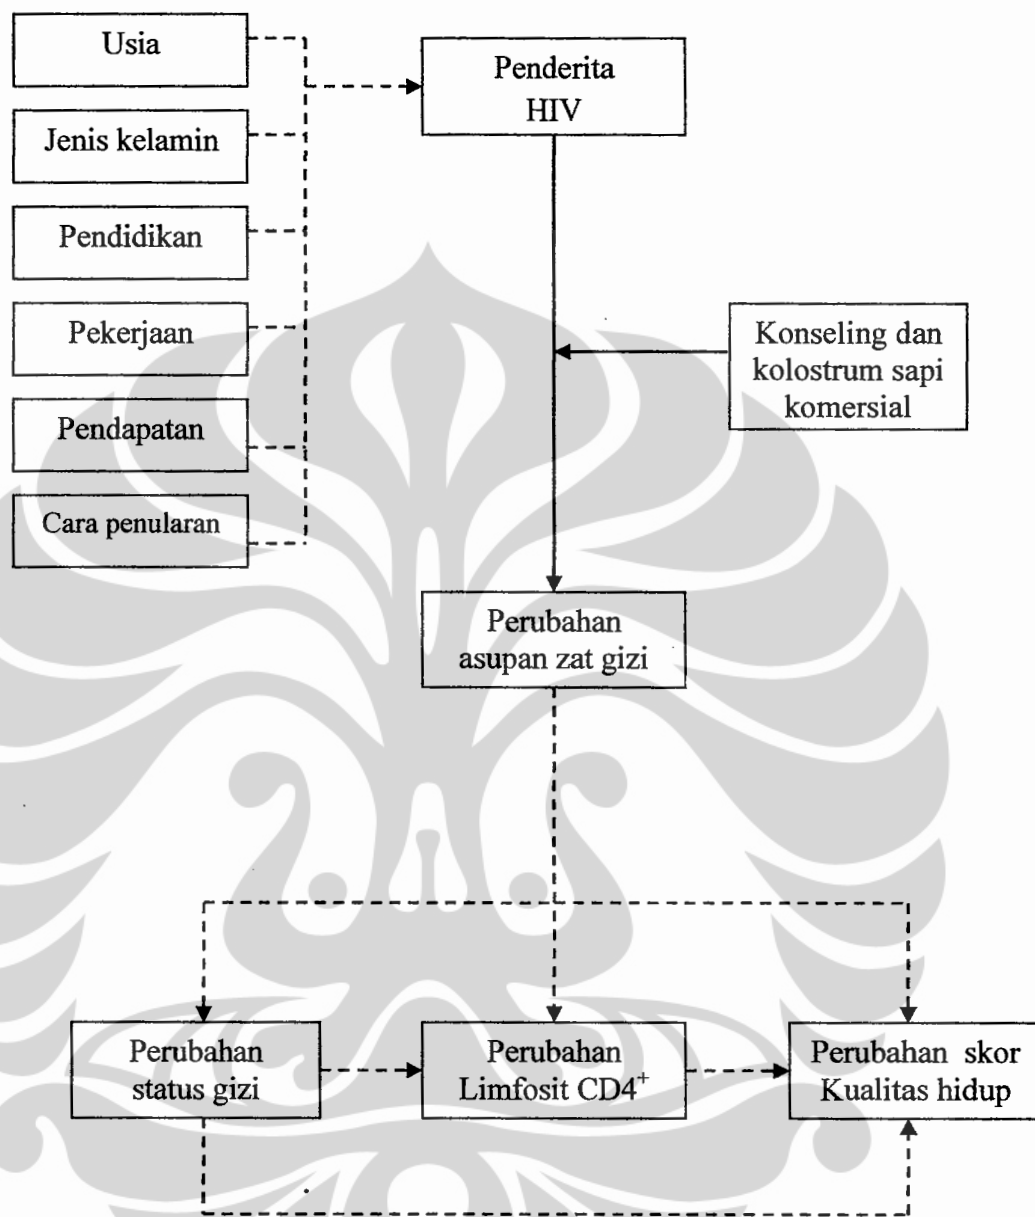 Usia
Penderita
HIV
Jenis kelamin
Pendidikan
Pekerjaan
Konseling dan
kolostrum sapi
komersial
Pendapatan
Cara penularan
Perubahan
asupan zat gizi
Perubahan
status gizi
Perubahan
Limfosit CD4⁺
Perubahan skor
Kualitas hidup